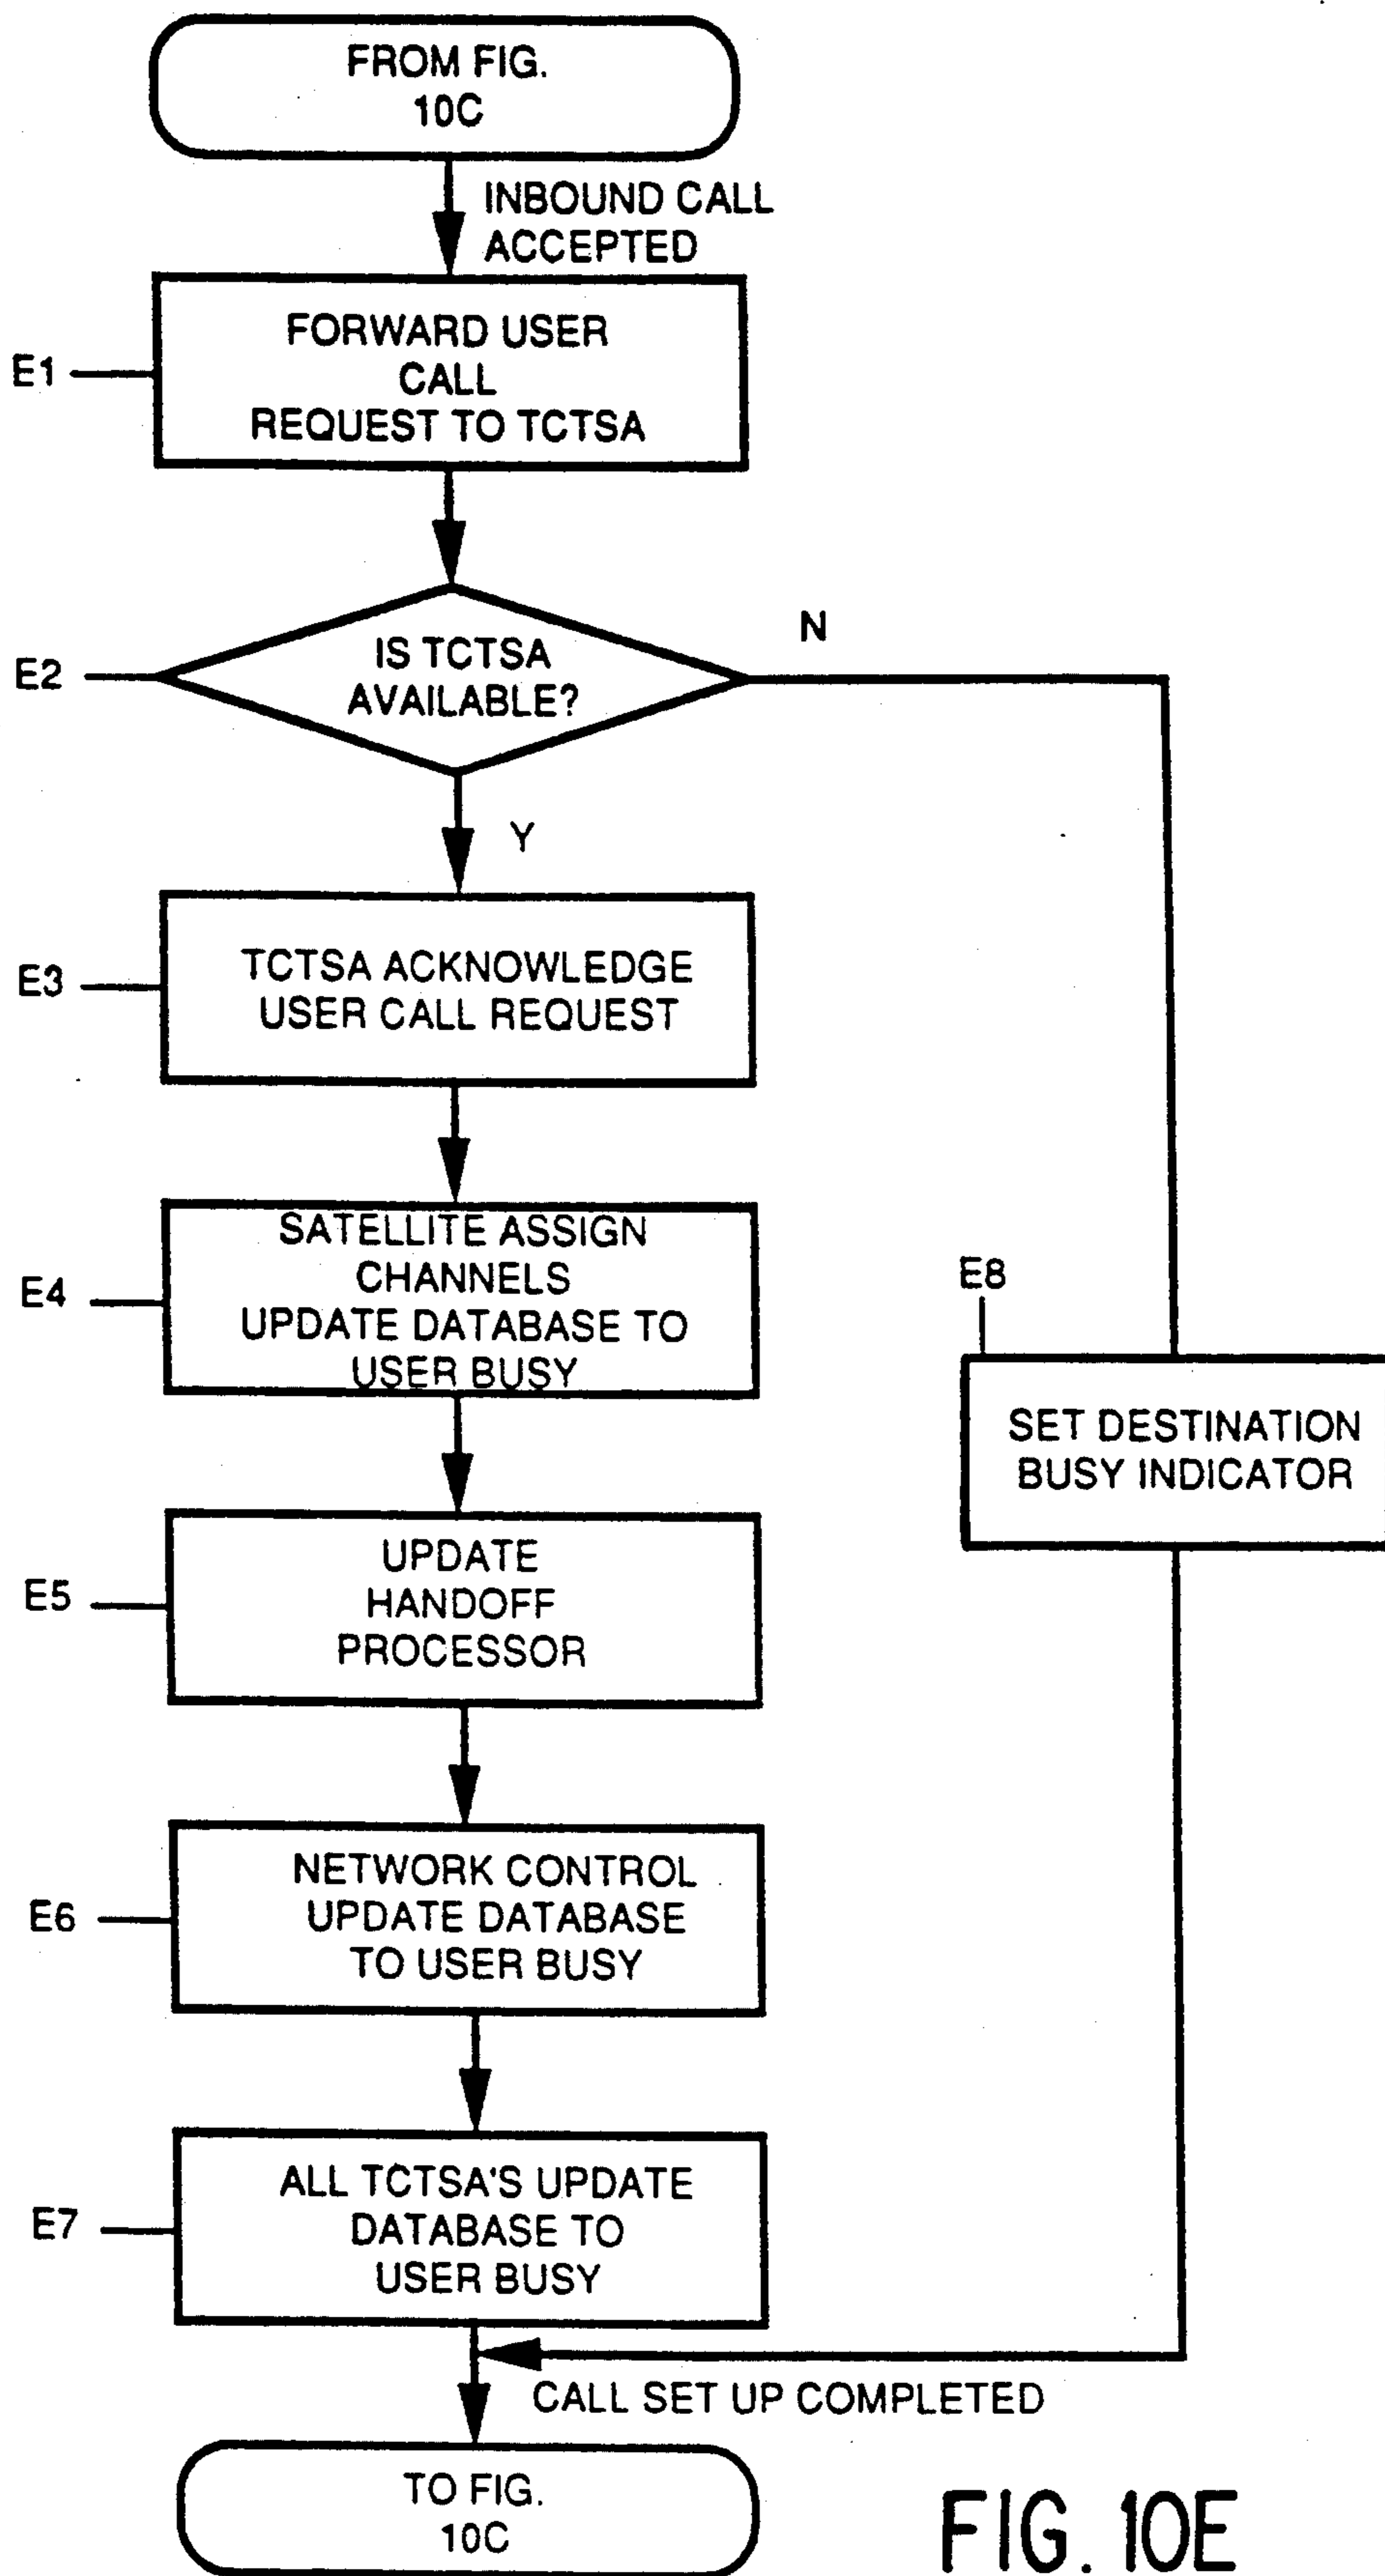 FROM FIG.
10C
INBOUND CALL
ACCEPTED
E1
FORWARD USER
CALL
REQUEST TO TCTSA
E2
IS TCTSA
AVAILABLE?
N
Y
E3
TCTSA ACKNOWLEDGE
USER CALL REQUEST
E4
SATELLITE ASSIGN
CHANNELS
UPDATE DATABASE TO
USER BUSY
E8
SET DESTINATION
BUSY INDICATOR
E5
UPDATE
HANDOFF
PROCESSOR
E6
NETWORK CONTROL
UPDATE DATABASE
TO USER BUSY
E7
ALL TCTSA'S UPDATE
DATABASE TO
USER BUSY
CALL SET UP COMPLETED
TO FIG.
10C
FIG. 10E